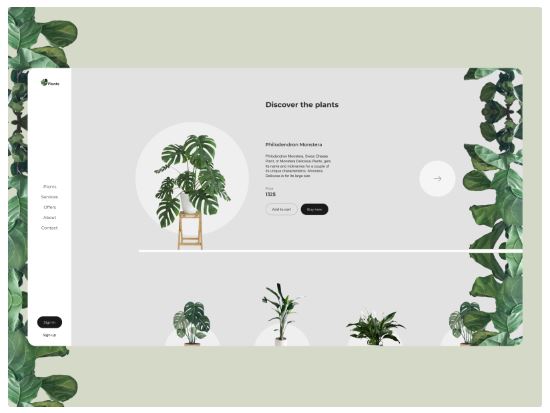 Plants
Plants
Services
Offers
About
Contact
Sign in
Sign up
Discover the plants
Philodendron Monstera
Philodendron Monstera, Swiss Cheese
Plant, or Monstera Deliciosa Plants, gets
its name and nicknames for a couple of
its unique characteristics. Monstera
Deliciosa is for its large size
Price
132$
Add to cart
Buy now